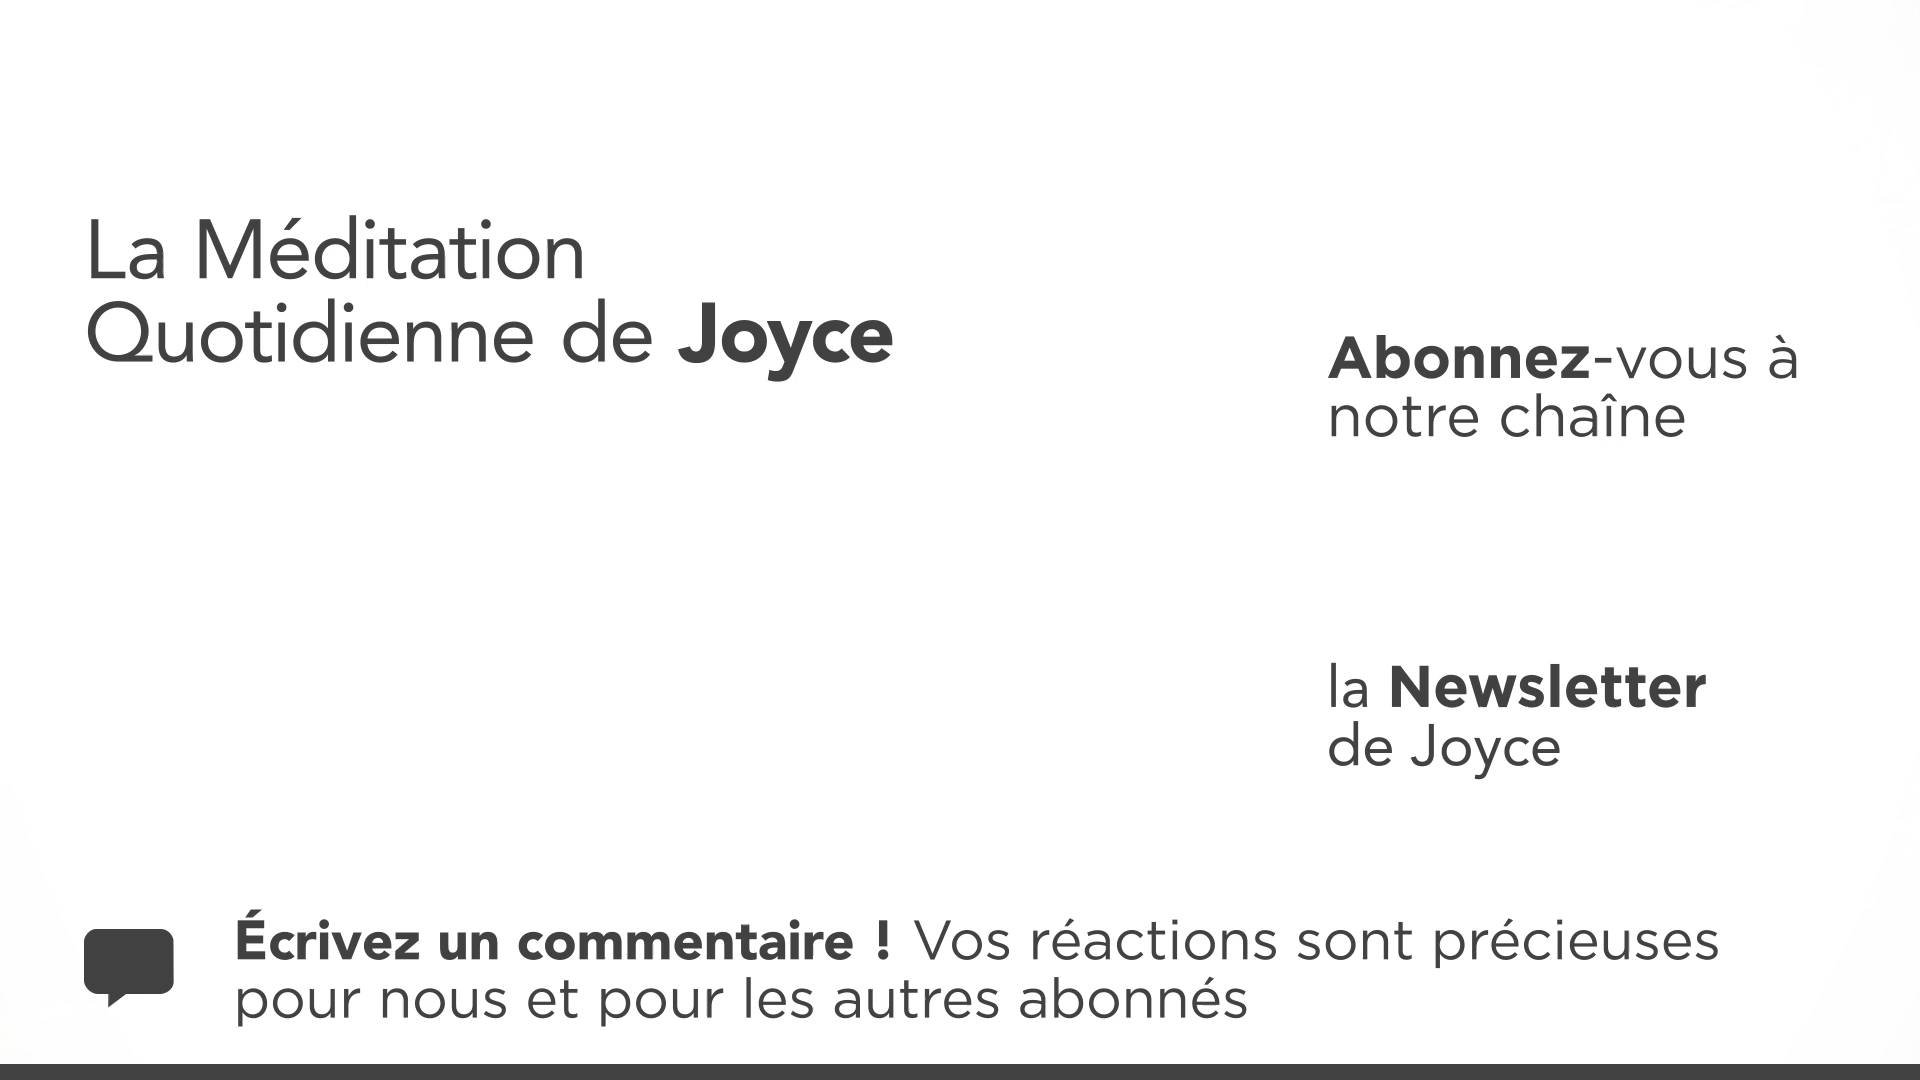 La Méditation
Quotidienne de Joyce
Abonnez-vous à
notre chaîne
la Newsletter
de Joyce
Écrivez un commentaire ! Vos réactions sont précieuses
pour nous et pour les autres abonnés